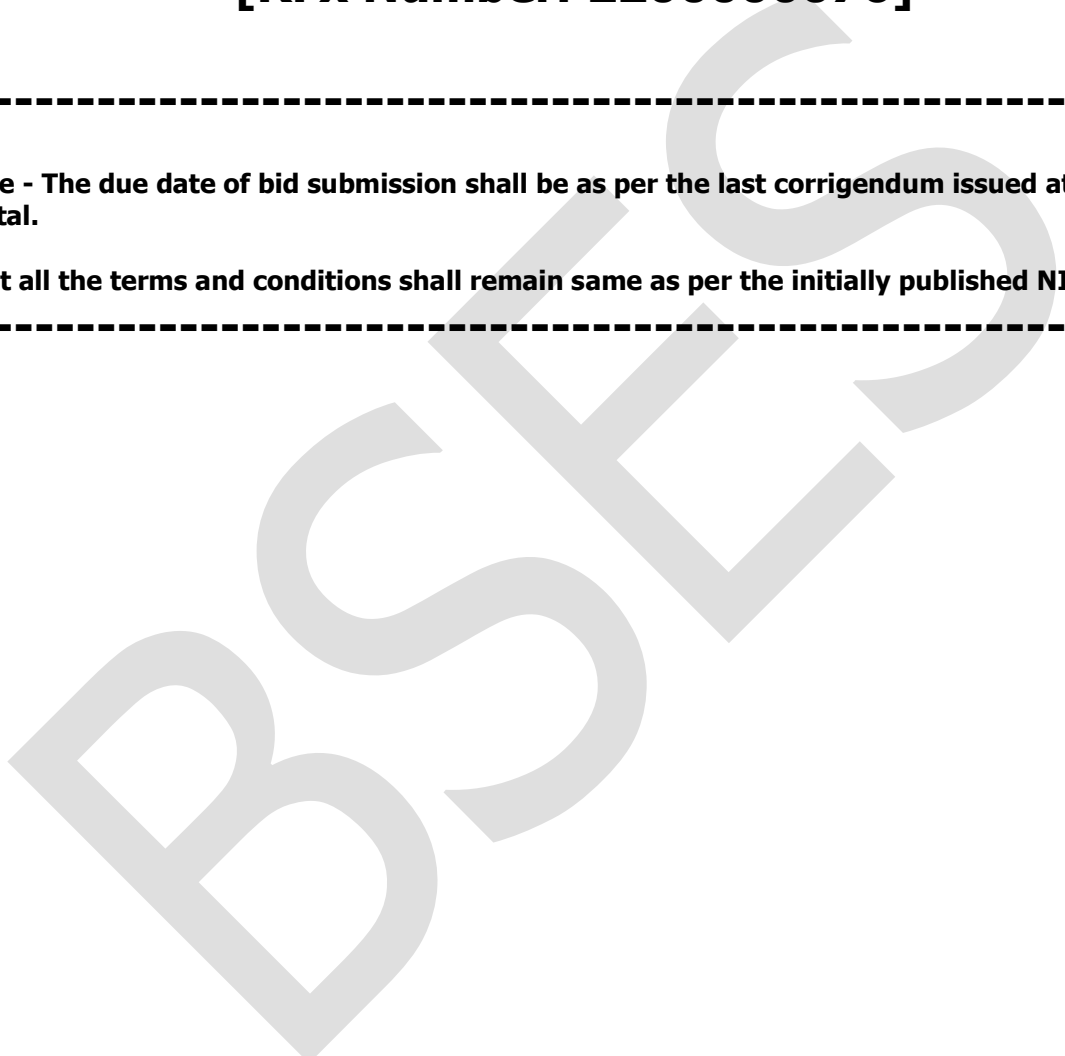 ---------------------------------------------------
e - The due date of bid submission shall be as per the last corrigendum issued at
tal.
t all the terms and conditions shall remain same as per the initially published NI
---------------------------------------------------
BSES